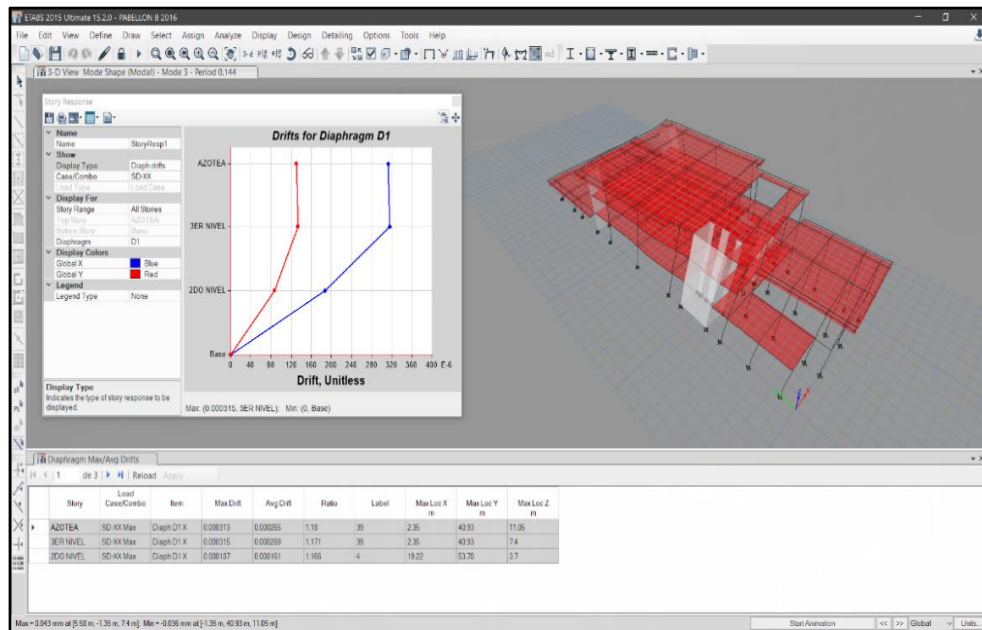 ETABS 2015 Ultimate 15.2.0 - PABELLON B 2016
File Edit View Define Draw Select Assign Analyze Display Design Detailing Options Tools Help
3-D View Mode Shape (Modal) - Mode 3 - Period 0.144
Story Response
Name
Name StoryResp1
Show
Display Type Diaph drifts
Case/Combo SD-XX
Load Type Load Case
Display For
Story Range All Stories
Top Story AZOTEA
Bottom Story Base
Diaphragm D1
Display Colors
Global X Blue
Global Y Red
Legend
Legend Type None
Display Type
Indicates the type of story response to be displayed.
Drifts for Diaphragm D1
AZOTEA
3ER NIVEL
2DO NIVEL
Base
0 40 80 120 160 200 240 280 320 360 400 E-6
Drift, Unitless
Max: (0.000315, 3ER NIVEL); Min: (0, Base)
Diaphragm Max/Avg Drifts
1 de 3 Reload Apply
Story Load Case/Combo Item Max Drift Avg Drift Ratio Label Max Loc X m Max Loc Y m Max Loc Z m
AZOTEA SD-XX Max Diaph D1 X 0.000313 0.000265 1.18 39 2.35 40.93 11.05
3ER NIVEL SD-XX Max Diaph D1 X 0.000315 0.000269 1.171 39 2.35 40.93 7.4
2DO NIVEL SD-XX Max Diaph D1 X 0.000187 0.000161 1.166 4 19.22 53.78 3.7
Max = 0.043 mm at [5.58 m, -1.35 m, 7.4 m]; Min = -0.036 mm at [-1.35 m, 40.93 m, 11.05 m]
Start Animation << >> Global Units...